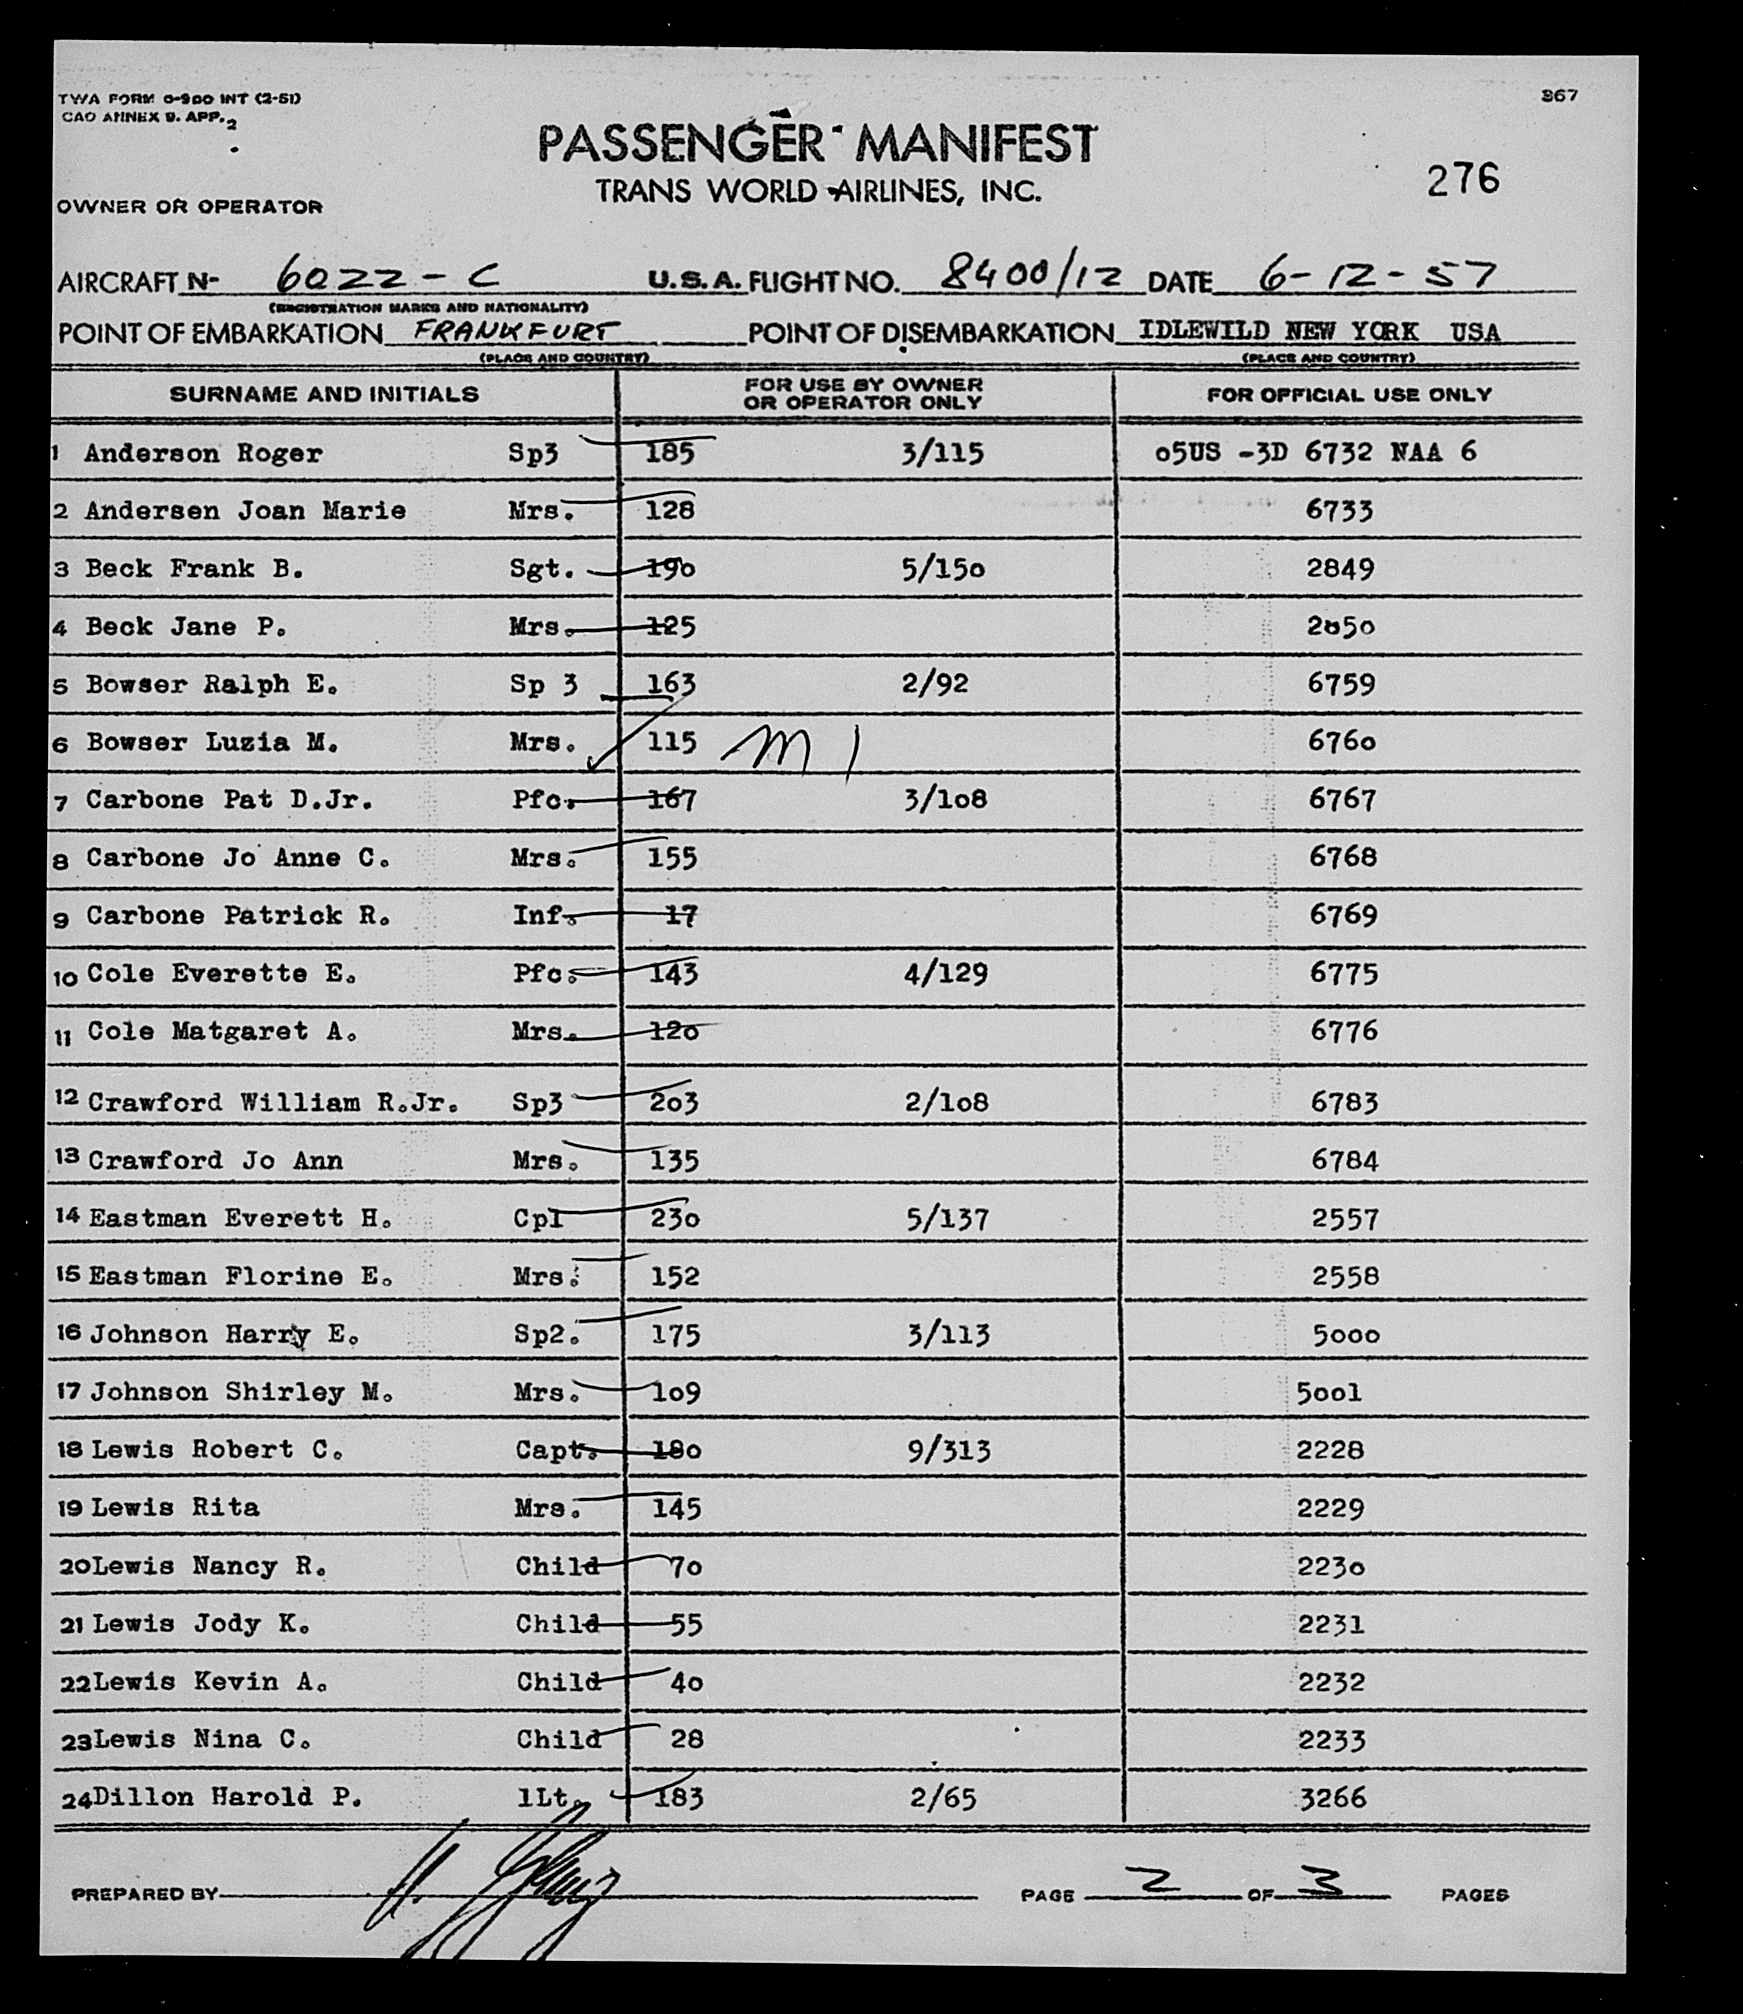 TWA FORM 0-900 INT (2-51) 367
CAO ANNEX 9. APP. 2
PASSENGER MANIFEST
276
TRANS WORLD AIRLINES, INC.
OWNER OR OPERATOR
AIRCRAFT N- 6022-C U.S.A. FLIGHT NO. 8400/12 DATE 6-12-57
(REGISTRATION MARKS AND NATIONALITY)
POINT OF EMBARKATION FRANKFURT POINT OF DISEMBARKATION IDLEWILD NEW YORK USA
(PLACE AND COUNTRY) (PLACE AND COUNTRY)
SURNAME AND INITIALS FOR USE BY OWNER OR OPERATOR ONLY FOR OFFICIAL USE ONLY
1 Anderson Roger Sp3 185 3/115 o5US -3D 6732 NAA 6
2 Andersen Joan Marie Mrs. 128 6733
3 Beck Frank B. Sgt. 190 5/150 2849
4 Beck Jane P. Mrs. 125 2850
5 Bowser Ralph E. Sp 3 163 2/92 6759
6 Bowser Luzia M. Mrs. 115 M 1 6760
7 Carbone Pat D.Jr. Pfc. 167 3/108 6767
8 Carbone Jo Anne C. Mrs. 155 6768
9 Carbone Patrick R. Inf. 17 6769
10 Cole Everette E. Pfc. 143 4/129 6775
11 Cole Matgaret A. Mrs. 120 6776
12 Crawford William R.Jr. Sp3 203 2/108 6783
13 Crawford Jo Ann Mrs. 135 6784
14 Eastman Everett H. Cpl 230 5/137 2557
15 Eastman Florine E. Mrs. 152 2558
16 Johnson Harry E. Sp2. 175 3/113 5000
17 Johnson Shirley M. Mrs. 109 5001
18 Lewis Robert C. Capt. 180 9/313 2228
19 Lewis Rita Mrs. 145 2229
20 Lewis Nancy R. Child 70 2230
21 Lewis Jody K. Child 55 2231
22 Lewis Kevin A. Child 40 2232
23 Lewis Nina C. Child 28 2233
24 Dillon Harold P. 1Lt. 183 2/65 3266
PREPARED BY H. PAGE 2 OF 3 PAGES